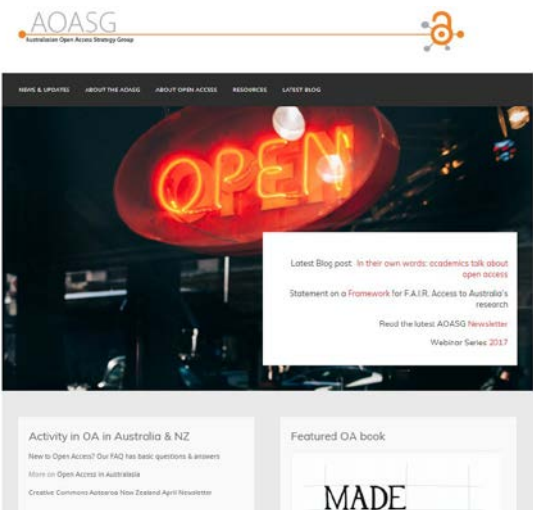 AOASG
Australasian Open Access Strategy Group
NEWS & UPDATES ABOUT THE AOASG ABOUT OPEN ACCESS RESOURCES LATEST BLOG
OPEN
Latest Blog post In their own words: academics talk about
open access
Statement on a Framework for F.A.I.R. Access to Australia's
research
Read the latest AOASG Newsletter
Webinar Series 2017
Activity in OA in Australia & NZ
New to Open Access? Our FAQ has basic questions & answers
More on Open Access in Australasia
Creative Commons Aotearoa New Zealand April Newsletter
Featured OA book
MADE